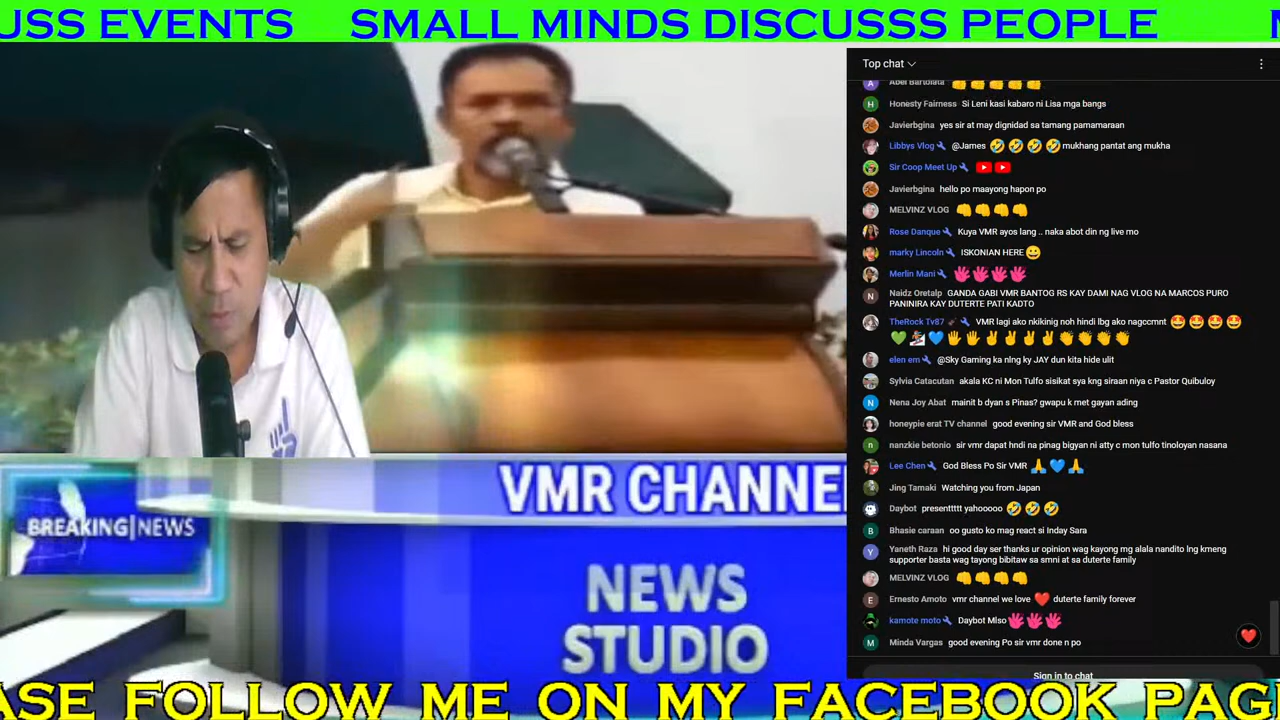 USS EVENTS SMALL MINDS DISCUSSS PEOPLE
Top chat
Abel Bartolata
Honesty Fairness Si Leni kasi kabaro ni Lisa mga bangs
Javierbgina yes sir at may dignidad sa tamang pamamaraan
Libbys Vlog @James 🤣🤣🤣🤣mukhang pantat ang mukha
Sir Coop Meet Up
Javierbgina hello po maayong hapon po
MELVINZ VLOG 👊👊👊👊
Rose Danque Kuya VMR ayos lang .. naka abot din ng live mo
marky Lincoln ISKONIAN HERE😀
Merlin Mani
Naidz Oretalp GANDA GABI VMR BANTOG RS KAY DAMI NAG VLOG NA MARCOS PURO
PANINIRA KAY DUTERTE PATI KADTO
TheRock Tv87 VMR lagi ako nkikinig noh hindi lbg ako nagccmnt 🤩🤩🤩🤩
elen em @Sky Gaming ka nlng ky JAY dun kita hide ulit
Sylvia Catacutan akala KC ni Mon Tulfo sisikat sya kng siraan niya c Pastor Quibuloy
Nena Joy Abat mainit b dyan s Pinas? gwapu k met gayan ading
honeypie erat TV channel good evening sir VMR and God bless
nanzkie betonio sir vmr dapat hndi na pinag bigyan ni atty c mon tulfo tinoloyan nasana
Lee Chen God Bless Po Sir VMR 🙏💙🙏
Jing Tamaki Watching you from Japan
Daybot presenttttt yahooooo 🤣🤣🤣
Bhasie caraan oo gusto ko mag react si Inday Sara
Yaneth Raza hi good day ser thanks ur opinion wag kayong mg alala nandito lng kmeng
supporter basta wag tayong bibitaw sa smni at sa duterte family
MELVINZ VLOG 👊👊👊👊
Ernesto Amoto vmr channel we love ❤️ duterte family forever
kamote moto Daybot Mlso
Minda Vargas good evening Po sir vmr done n po
Sign in to chat
VMR CHANNE
BREAKING|NEWS
NEWS
STUDIO
ASE FOLLOW ME ON MY FACEBOOK PAG